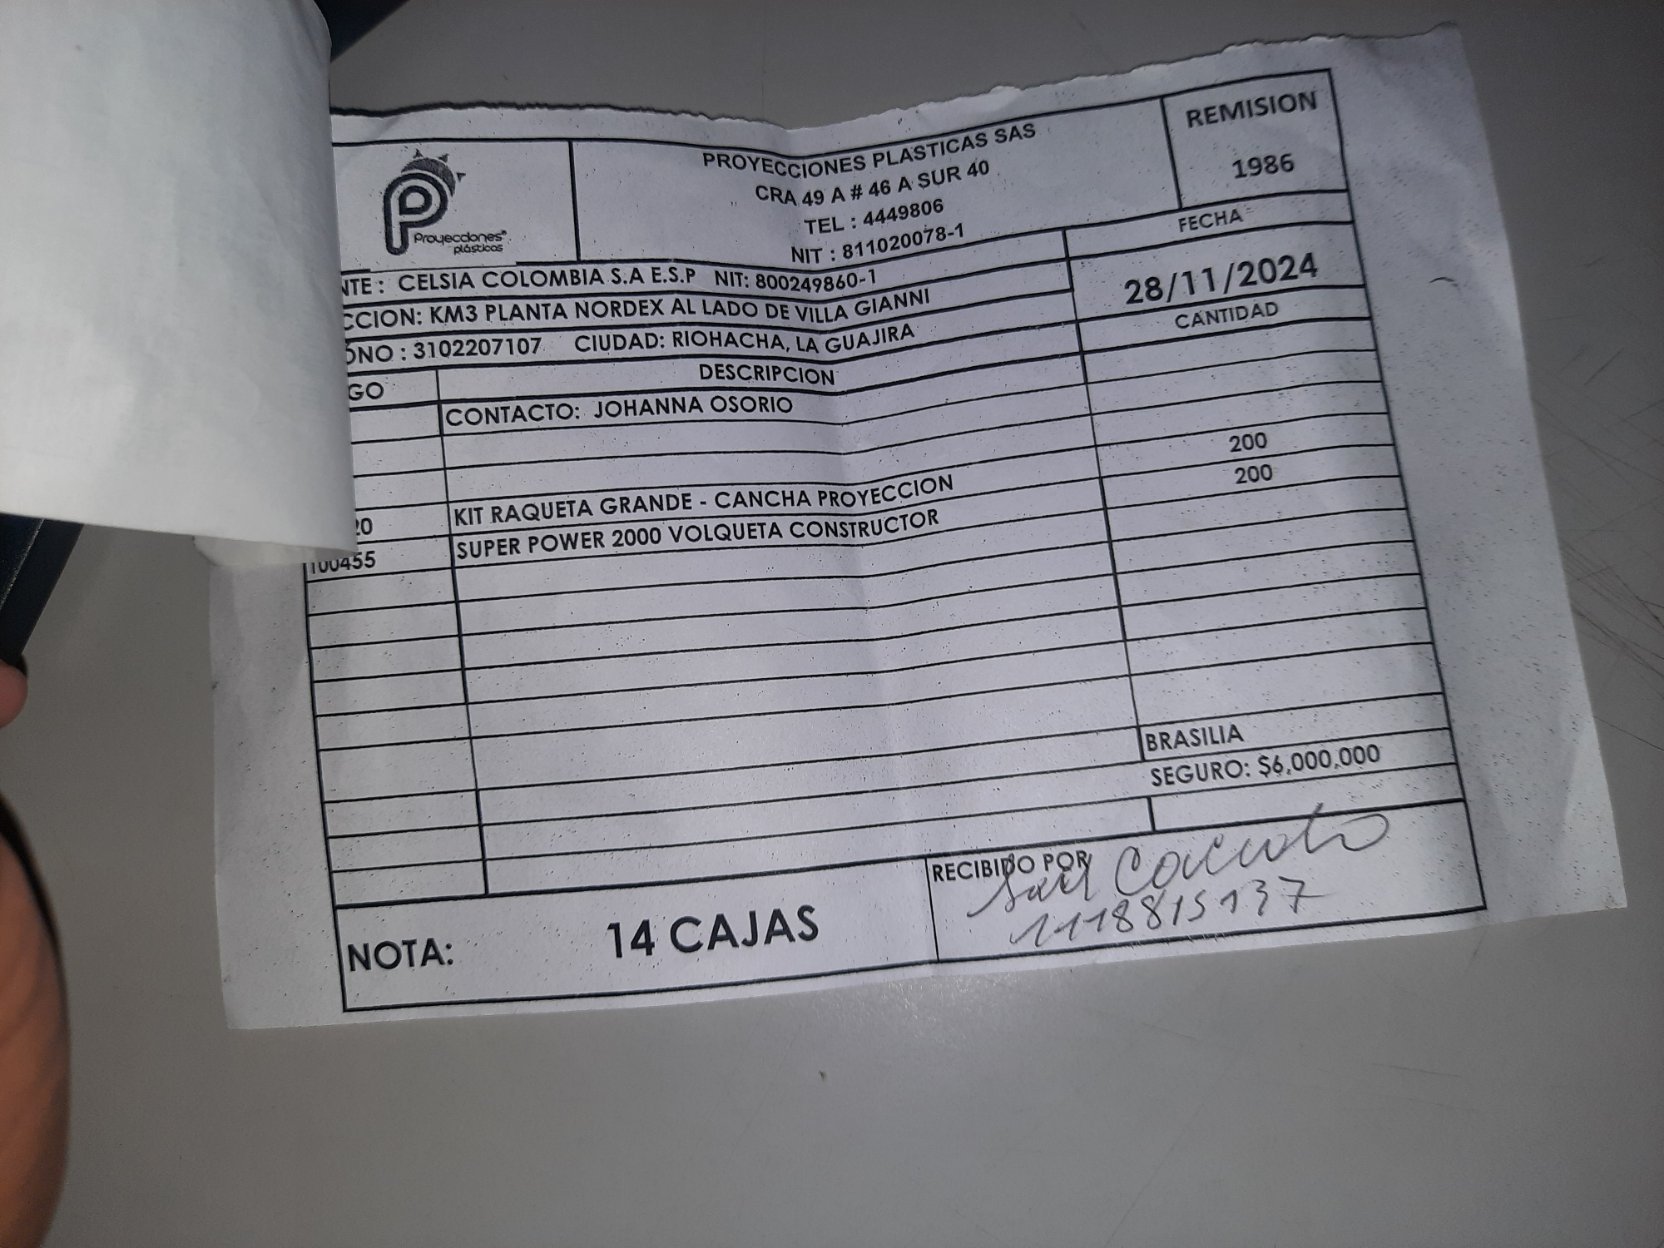 PROYECCIONES PLASTICAS SAS
CRA 49 A # 46 A SUR 40
TEL : 4449806
NIT : 811020078-1
REMISION
1986
Proyecciones®
plásticos
FECHA
28/11/2024
NTE : CELSIA COLOMBIA S.A E.S.P NIT: 800249860-1
CCION: KM3 PLANTA NORDEX AL LADO DE VILLA GIANNI
ONO : 3102207107 CIUDAD: RIOHACHA, LA GUAJIRA
GO DESCRIPCION CANTIDAD
CONTACTO: JOHANNA OSORIO
20 KIT RAQUETA GRANDE - CANCHA PROYECCION 200
100455 SUPER POWER 2000 VOLQUETA CONSTRUCTOR 200
BRASILIA
SEGURO: $6,000,000
NOTA: 14 CAJAS
RECIBIDO POR
1118815137